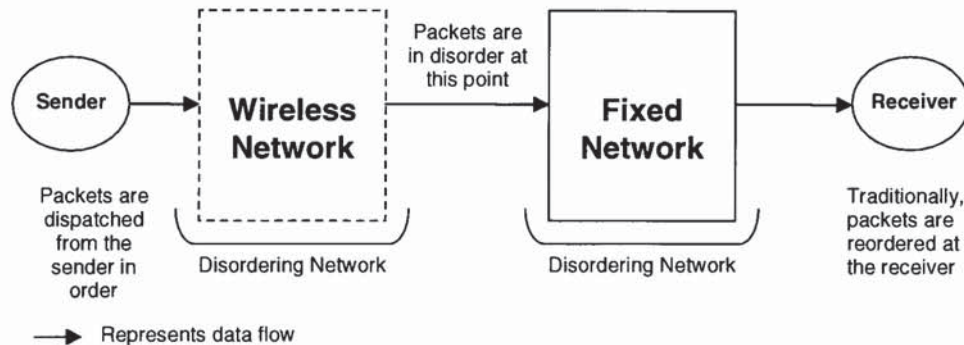 Packets are
in disorder at
this point
Sender
Wireless
Network
Fixed
Network
Receiver
Packets are
dispatched
from the
sender in
order
Disordering Network
Disordering Network
Traditionally,
packets are
reordered at
the receiver
Represents data flow